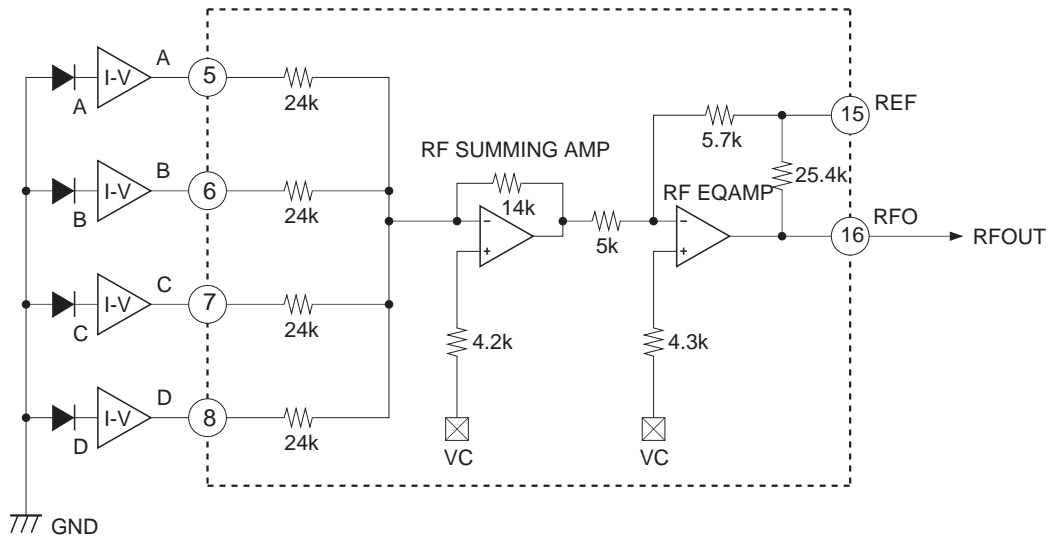 A
I-V
A
5
24k
B
I-V
B
6
24k
C
I-V
C
7
24k
D
I-V
D
8
24k
GND
RF SUMMING AMP
14k
−
+
4.2k
VC
5k
RF EQAMP
−
+
4.3k
VC
5.7k
25.4k
15
REF
16
RFO
RFOUT